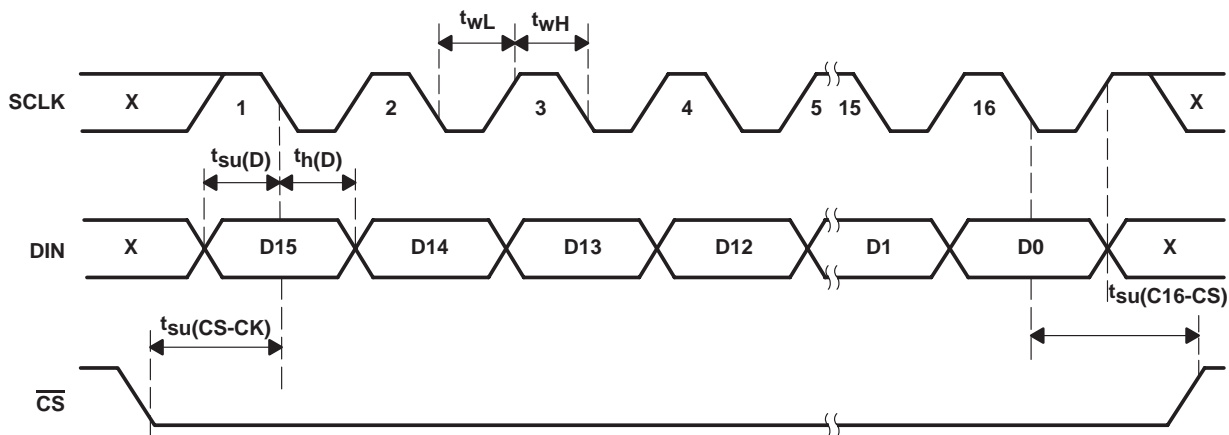 twL twH
SCLK X 1 2 3 4 5 15 16 X
tsu(D) th(D)
DIN X D15 D14 D13 D12 D1 D0 X
tsu(C16-CS)
tsu(CS-CK)
CS